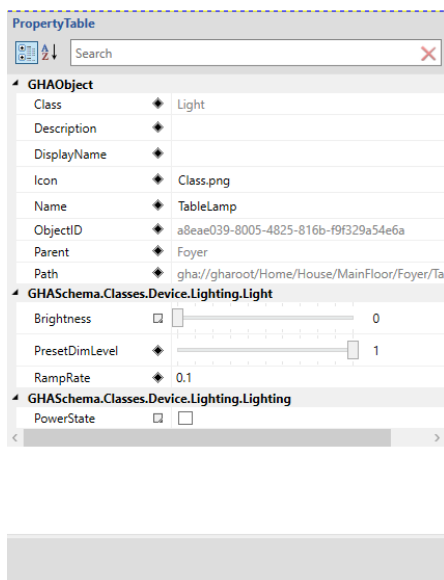 PropertyTable
Search
GHAObject
Class Light
Description
DisplayName
Icon Class.png
Name TableLamp
ObjectID a8eae039-8005-4825-816b-f9f329a54e6a
Parent Foyer
Path gha://gharoot/Home/House/MainFloor/Foyer/Ta
GHASchema.Classes.Device.Lighting.Light
Brightness 0
PresetDimLevel 1
RampRate 0.1
GHASchema.Classes.Device.Lighting.Lighting
PowerState